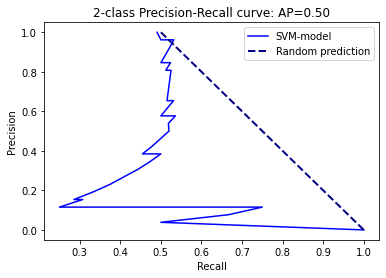 2-class Precision-Recall curve: AP=0.50
SVM-model
Random prediction
1.0
0.8
0.6
0.4
0.2
0.0
Precision
0.3 0.4 0.5 0.6 0.7 0.8 0.9 1.0
Recall